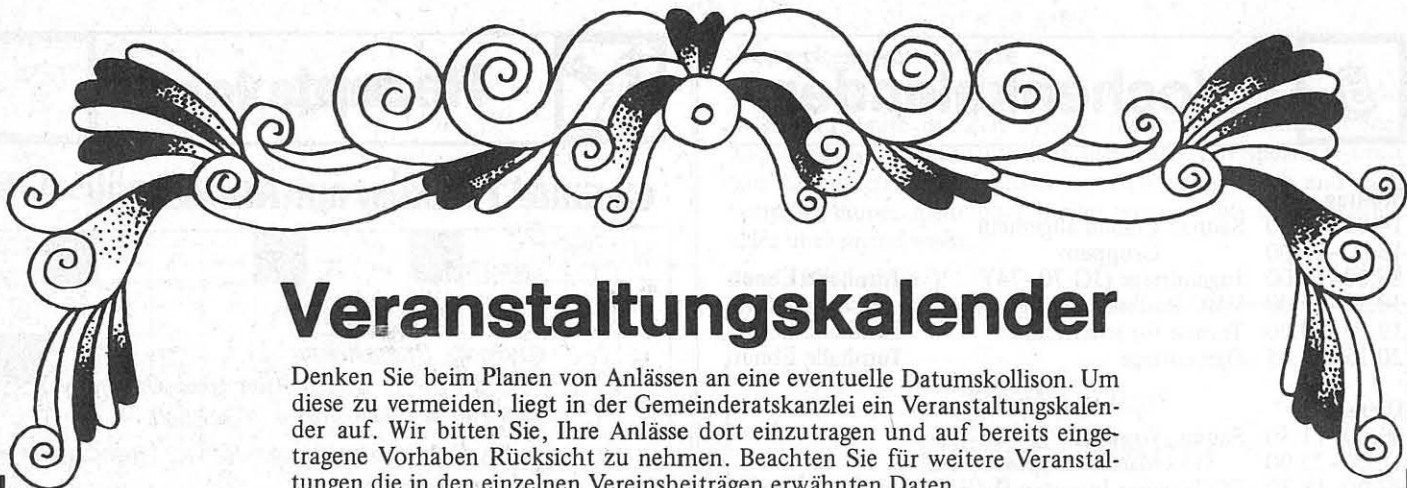 Veranstaltungskalender
Denken Sie beim Planen von Anlässen an eine eventuelle Datumskollison. Um
diese zu vermeiden, liegt in der Gemeinderatskanzlei ein Veranstaltungskalen-
der auf. Wir bitten Sie, Ihre Anlässe dort einzutragen und auf bereits einge-
tragene Vorhaben Rücksicht zu nehmen. Beachten Sie für weitere Veranstal-
tungen die in den einzelnen Vereinsbeiträgen erwähnten Daten.